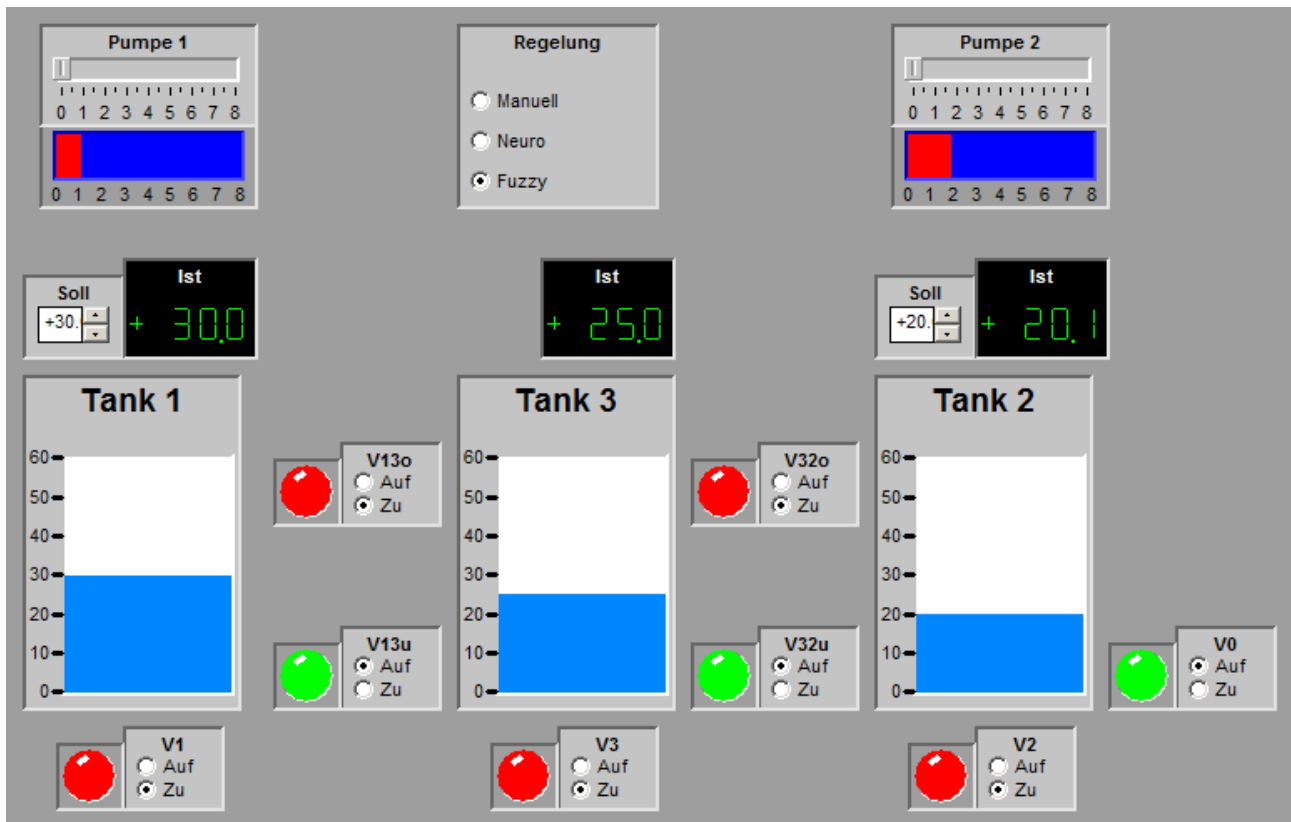 Pumpe 1
0 1 2 3 4 5 6 7 8
0 1 2 3 4 5 6 7 8
Regelung
Manuell
Neuro
Fuzzy
Pumpe 2
0 1 2 3 4 5 6 7 8
0 1 2 3 4 5 6 7 8
Soll
+30.
Ist
+ 30.0
Ist
+ 25.0
Soll
+20.
Ist
+ 20.1
Tank 1
60
50
40
30
20
10
0
V13o
Auf
Zu
V13u
Auf
Zu
Tank 3
60
50
40
30
20
10
0
V32o
Auf
Zu
V32u
Auf
Zu
Tank 2
60
50
40
30
20
10
0
V0
Auf
Zu
V1
Auf
Zu
V3
Auf
Zu
V2
Auf
Zu